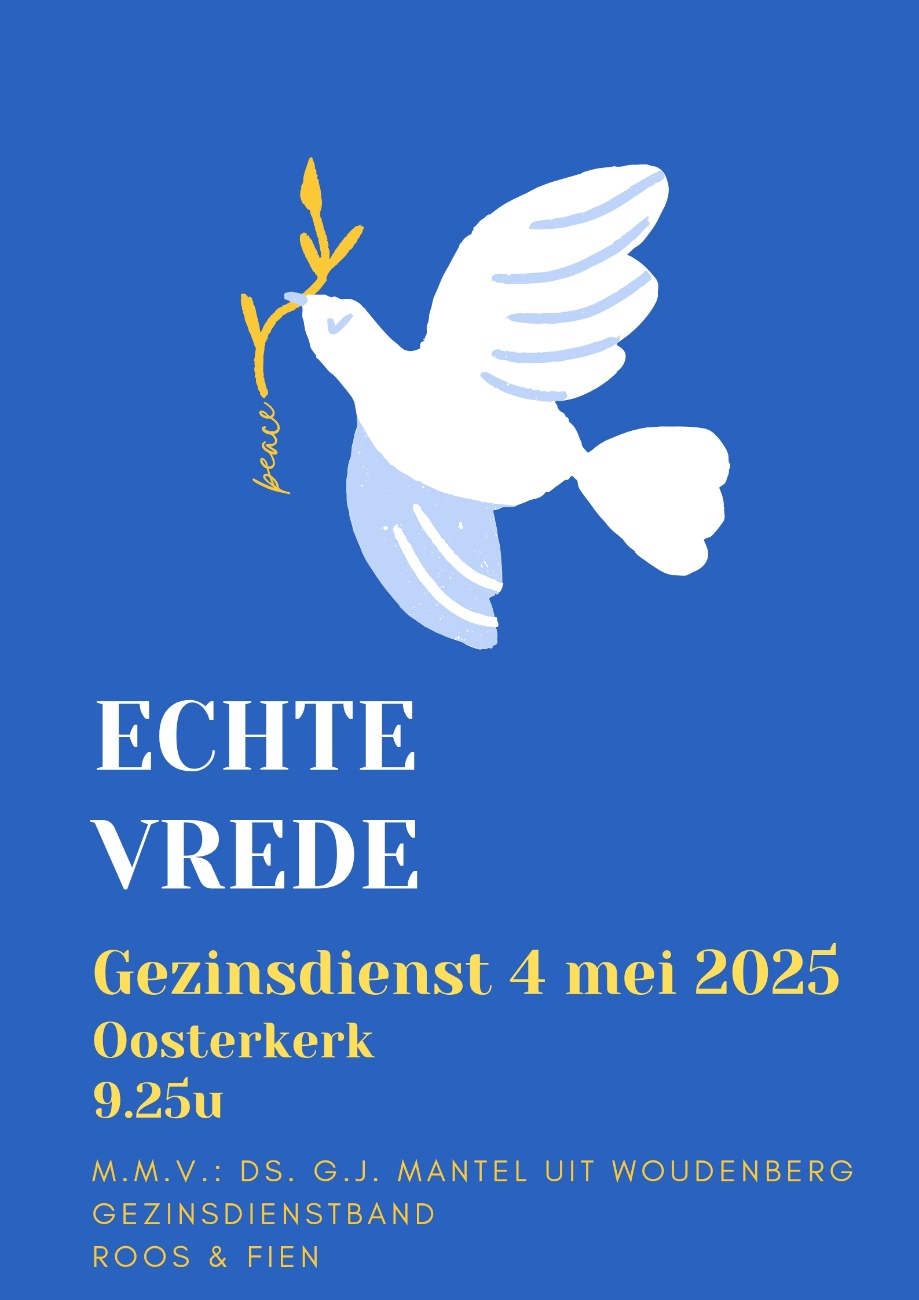 peace
ECHTE
VREDE
Gezinsdienst 4 mei 2025
Oosterkerk
9.25u
M.M.V.: DS. G.J. MANTEL UIT WOUDENBERG
GEZINSDIENSTBAND
ROOS & FIEN